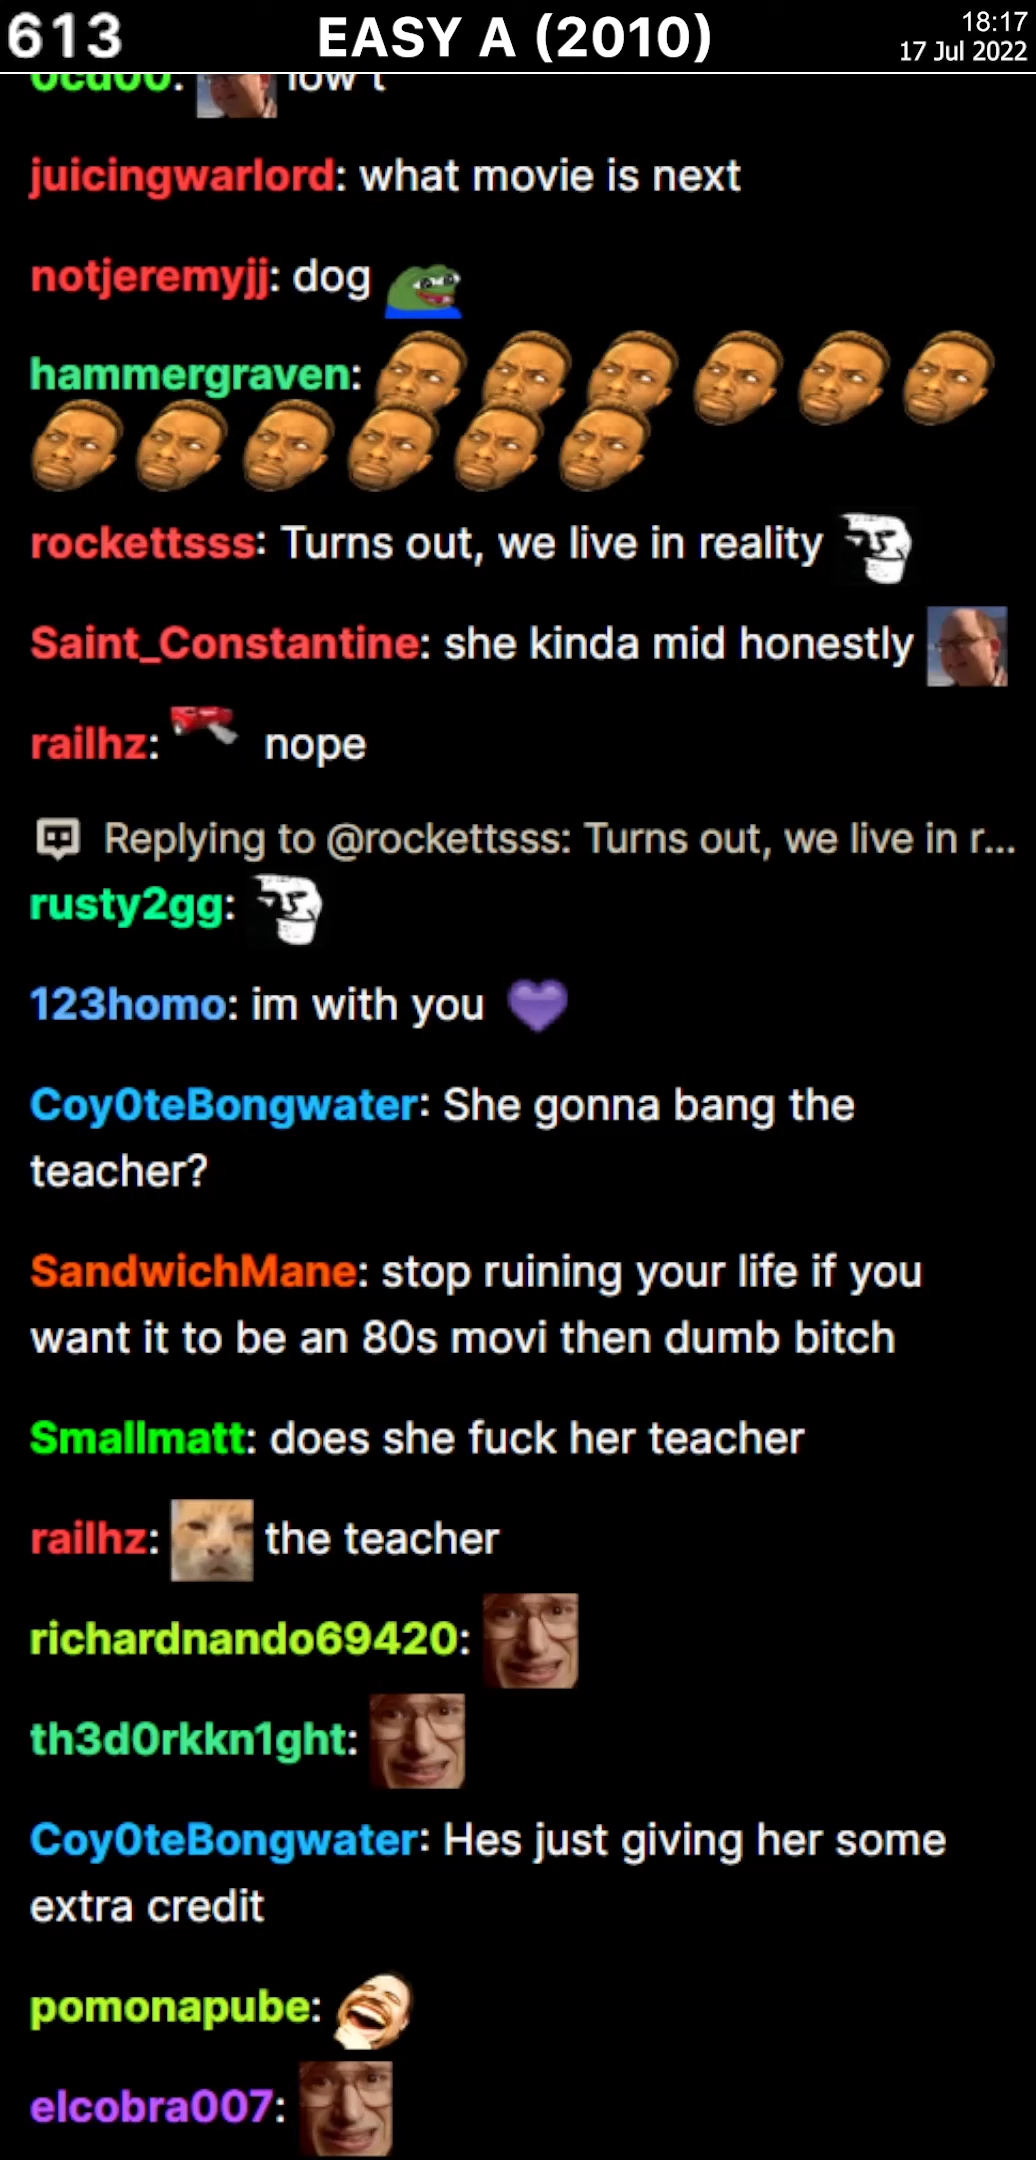 613
EASY A (2010)
18:17
17 Jul 2022
0cd00: low t
juicingwarlord: what movie is next
notjeremyjj: dog
hammergraven:
rockettsss: Turns out, we live in reality
Saint_Constantine: she kinda mid honestly
railhz: nope
Replying to @rockettsss: Turns out, we live in r...
rusty2gg:
123homo: im with you
Coy0teBongwater: She gonna bang the
teacher?
SandwichMane: stop ruining your life if you
want it to be an 80s movi then dumb bitch
Smallmatt: does she fuck her teacher
railhz: the teacher
richardnando69420:
th3d0rkkn1ght:
Coy0teBongwater: Hes just giving her some
extra credit
pomonapube:
elcobra007: